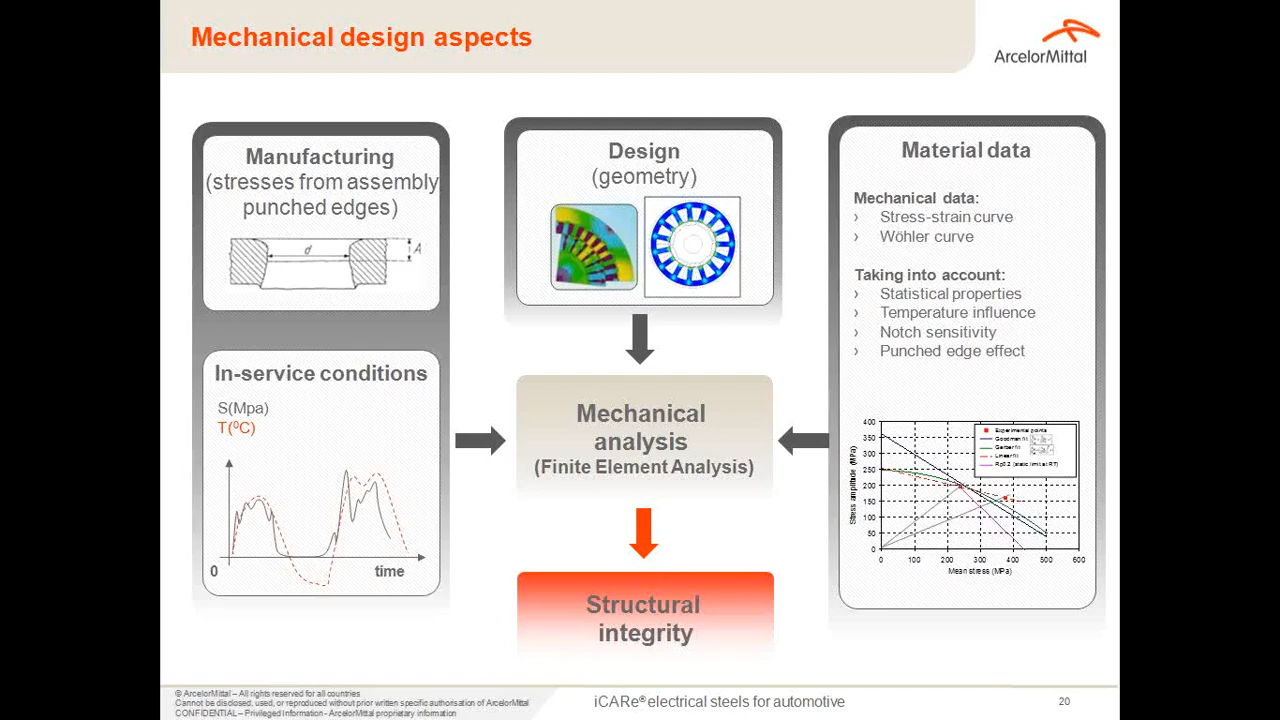 Mechanical design aspects
ArcelorMittal
Manufacturing
(stresses from assembly
punched edges)
d
A
In-service conditions
S(Mpa)
T(⁰C)
0
time
Design
(geometry)
Mechanical
analysis
(Finite Element Analysis)
Structural
integrity
Material data
Mechanical data:
› Stress-strain curve
› Wöhler curve
Taking into account:
› Statistical properties
› Temperature influence
› Notch sensitivity
› Punched edge effect
Stress amplitude (MPa)
400
350
300
250
200
150
100
50
0
Experimental points
Goodman fit
Gerber fit
Linear fit
Rp0.2 (static limit at RT)
0 100 200 300 400 500 600
Mean stress (MPa)
© ArcelorMittal – All rights reserved for all countries
Cannot be disclosed, used, or reproduced without prior written specific authorisation of ArcelorMittal
CONFIDENTIAL – Privileged Information - ArcelorMittal proprietary information
iCARe® electrical steels for automotive
20